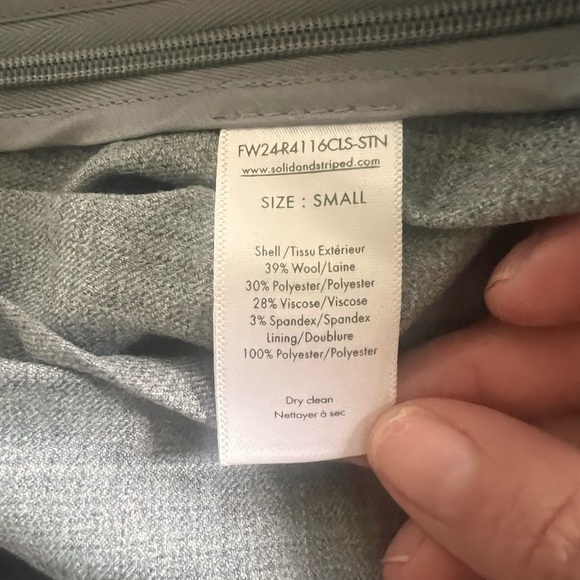 FW24-R4116CLS-STN
www.solidandstriped.com
SIZE : SMALL
Shell/Tissu Extérieur
39% Wool/Laine
30% Polyester/Polyester
28% Viscose/Viscose
3% Spandex/Spandex
Lining/Doublure
100% Polyester/Polyester
Dry clean
Nettoyer à sec